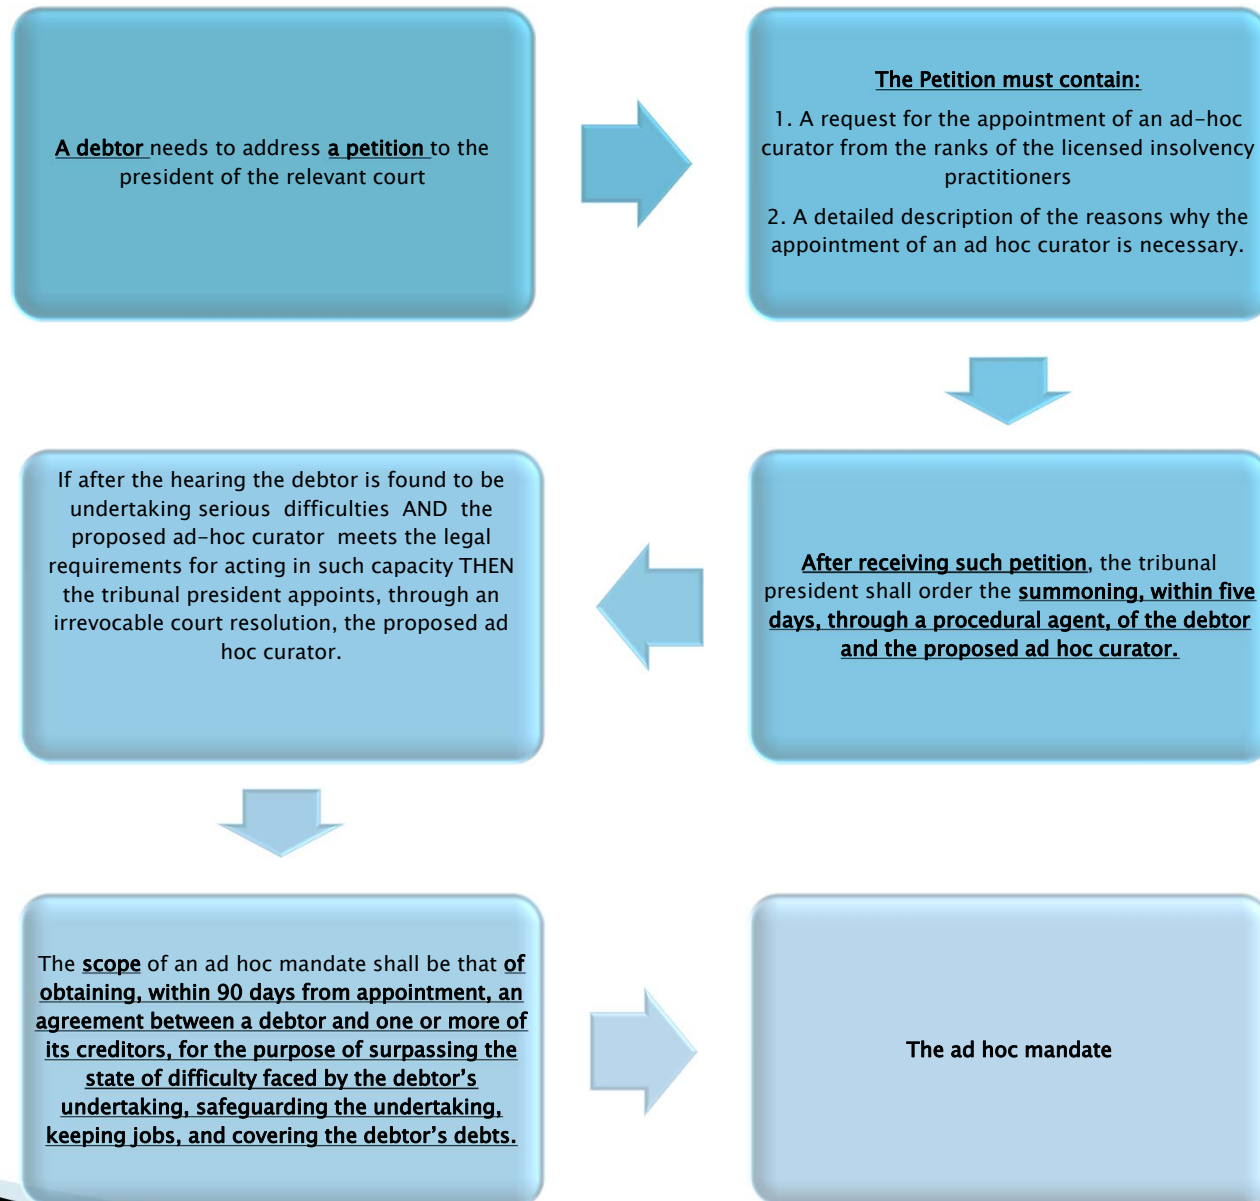 A debtor needs to address a petition to the
president of the relevant court
The Petition must contain:
1. A request for the appointment of an ad-hoc
curator from the ranks of the licensed insolvency
practitioners
2. A detailed description of the reasons why the
appointment of an ad hoc curator is necessary.
After receiving such petition, the tribunal
president shall order the summoning, within five
days, through a procedural agent, of the debtor
and the proposed ad hoc curator.
If after the hearing the debtor is found to be
undertaking serious difficulties AND the
proposed ad-hoc curator meets the legal
requirements for acting in such capacity THEN
the tribunal president appoints, through an
irrevocable court resolution, the proposed ad
hoc curator.
The scope of an ad hoc mandate shall be that of
obtaining, within 90 days from appointment, an
agreement between a debtor and one or more of
its creditors, for the purpose of surpassing the
state of difficulty faced by the debtor’s
undertaking, safeguarding the undertaking,
keeping jobs, and covering the debtor’s debts.
The ad hoc mandate